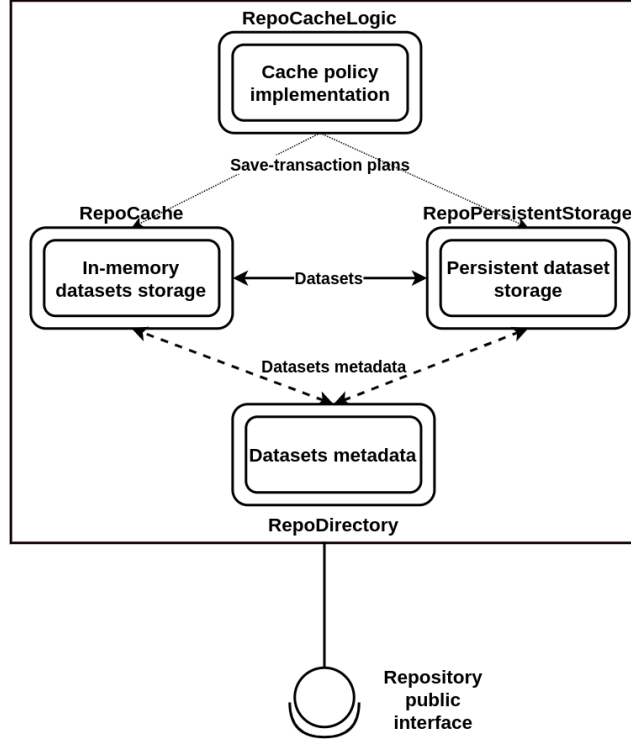 RepoCacheLogic
Cache policy
implementation
Save-transaction plans
RepoCache
RepoPersistentStorage
In-memory
datasets storage
Datasets
Persistent dataset
storage
Datasets metadata
Datasets metadata
RepoDirectory
Repository
public
interface